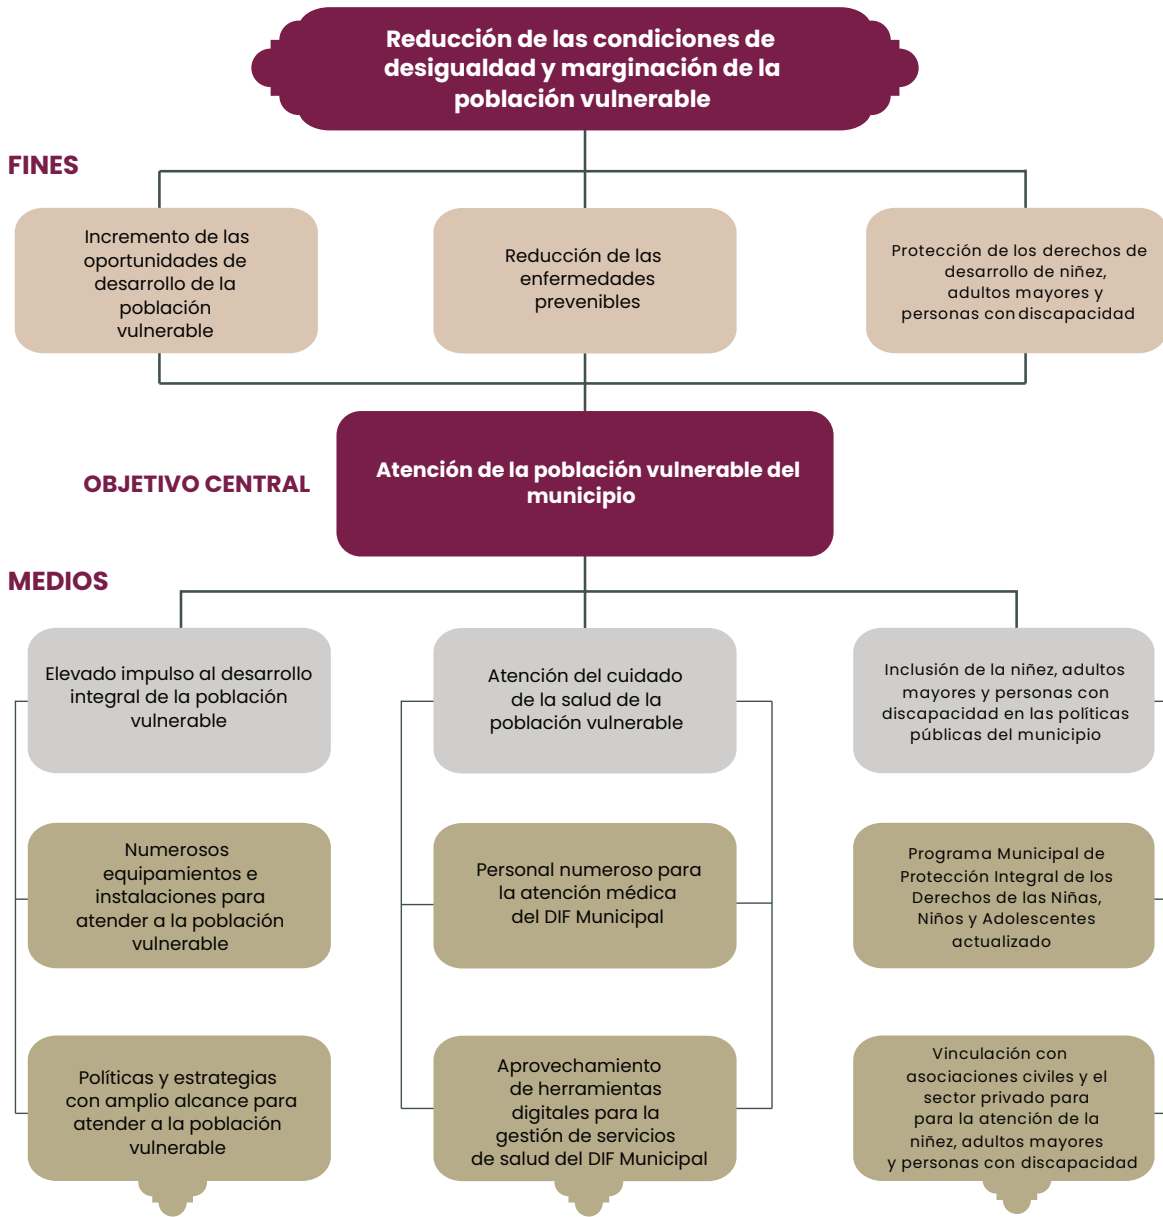 Reducción de las condiciones de
desigualdad y marginación de la
población vulnerable
FINES
Incremento de las
oportunidades de
desarrollo de la
población
vulnerable
Reducción de las
enfermedades
prevenibles
Protección de los derechos de
desarrollo de niñez,
adultos mayores y
personas con discapacidad
OBJETIVO CENTRAL
Atención de la población vulnerable del
municipio
MEDIOS
Elevado impulso al desarrollo
integral de la población
vulnerable
Atención del cuidado
de la salud de la
población vulnerable
Inclusión de la niñez, adultos
mayores y personas con
discapacidad en las políticas
públicas del municipio
Numerosos
equipamientos e
instalaciones para
atender a la población
vulnerable
Personal numeroso para
la atención médica
del DIF Municipal
Programa Municipal de
Protección Integral de los
Derechos de las Niñas,
Niños y Adolescentes
actualizado
Políticas y estrategias
con amplio alcance para
atender a la población
vulnerable
Aprovechamiento
de herramientas
digitales para la
gestión de servicios
de salud del DIF Municipal
Vinculación con
asociaciones civiles y el
sector privado para
para la atención de la
niñez, adultos mayores
y personas con discapacidad